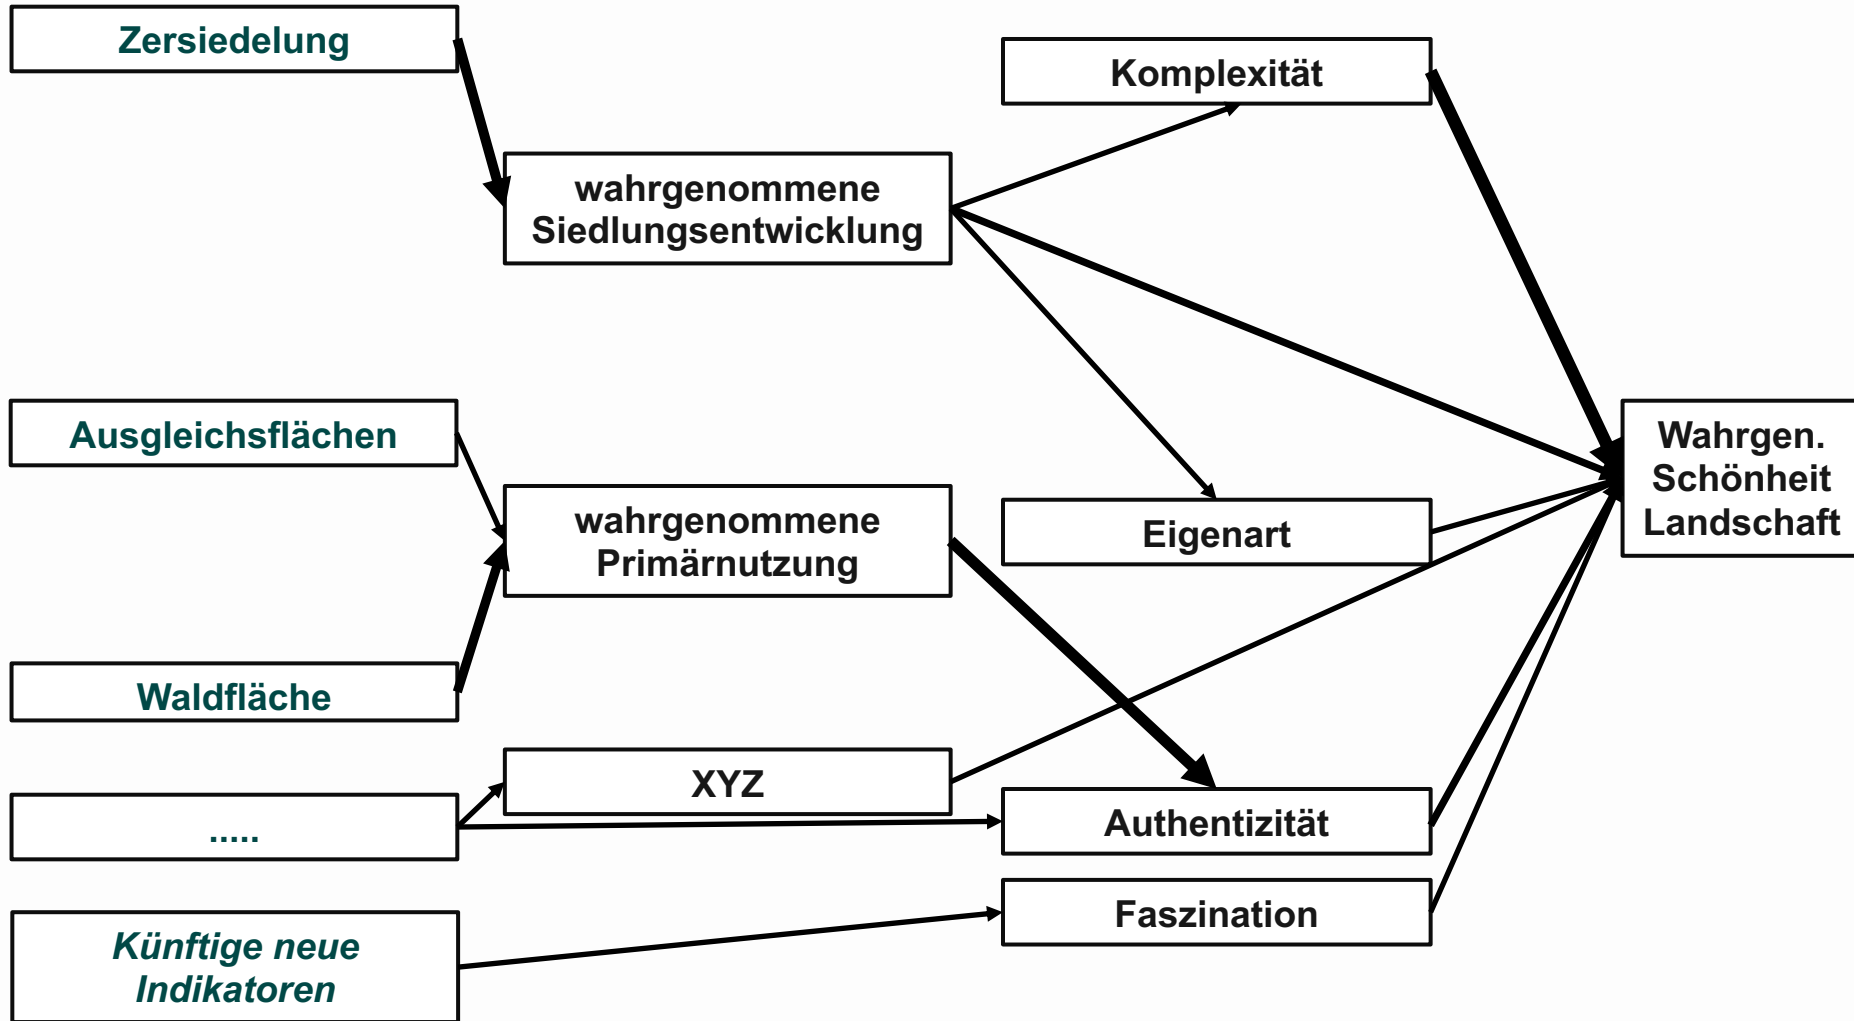 Zersiedelung
Komplexität
wahrgenommene
Siedlungsentwicklung
Ausgleichsflächen
Wahrgen.
Schönheit
Landschaft
wahrgenommene
Primärnutzung
Eigenart
Waldfläche
XYZ
.....
Authentizität
Faszination
Künftige neue
Indikatoren